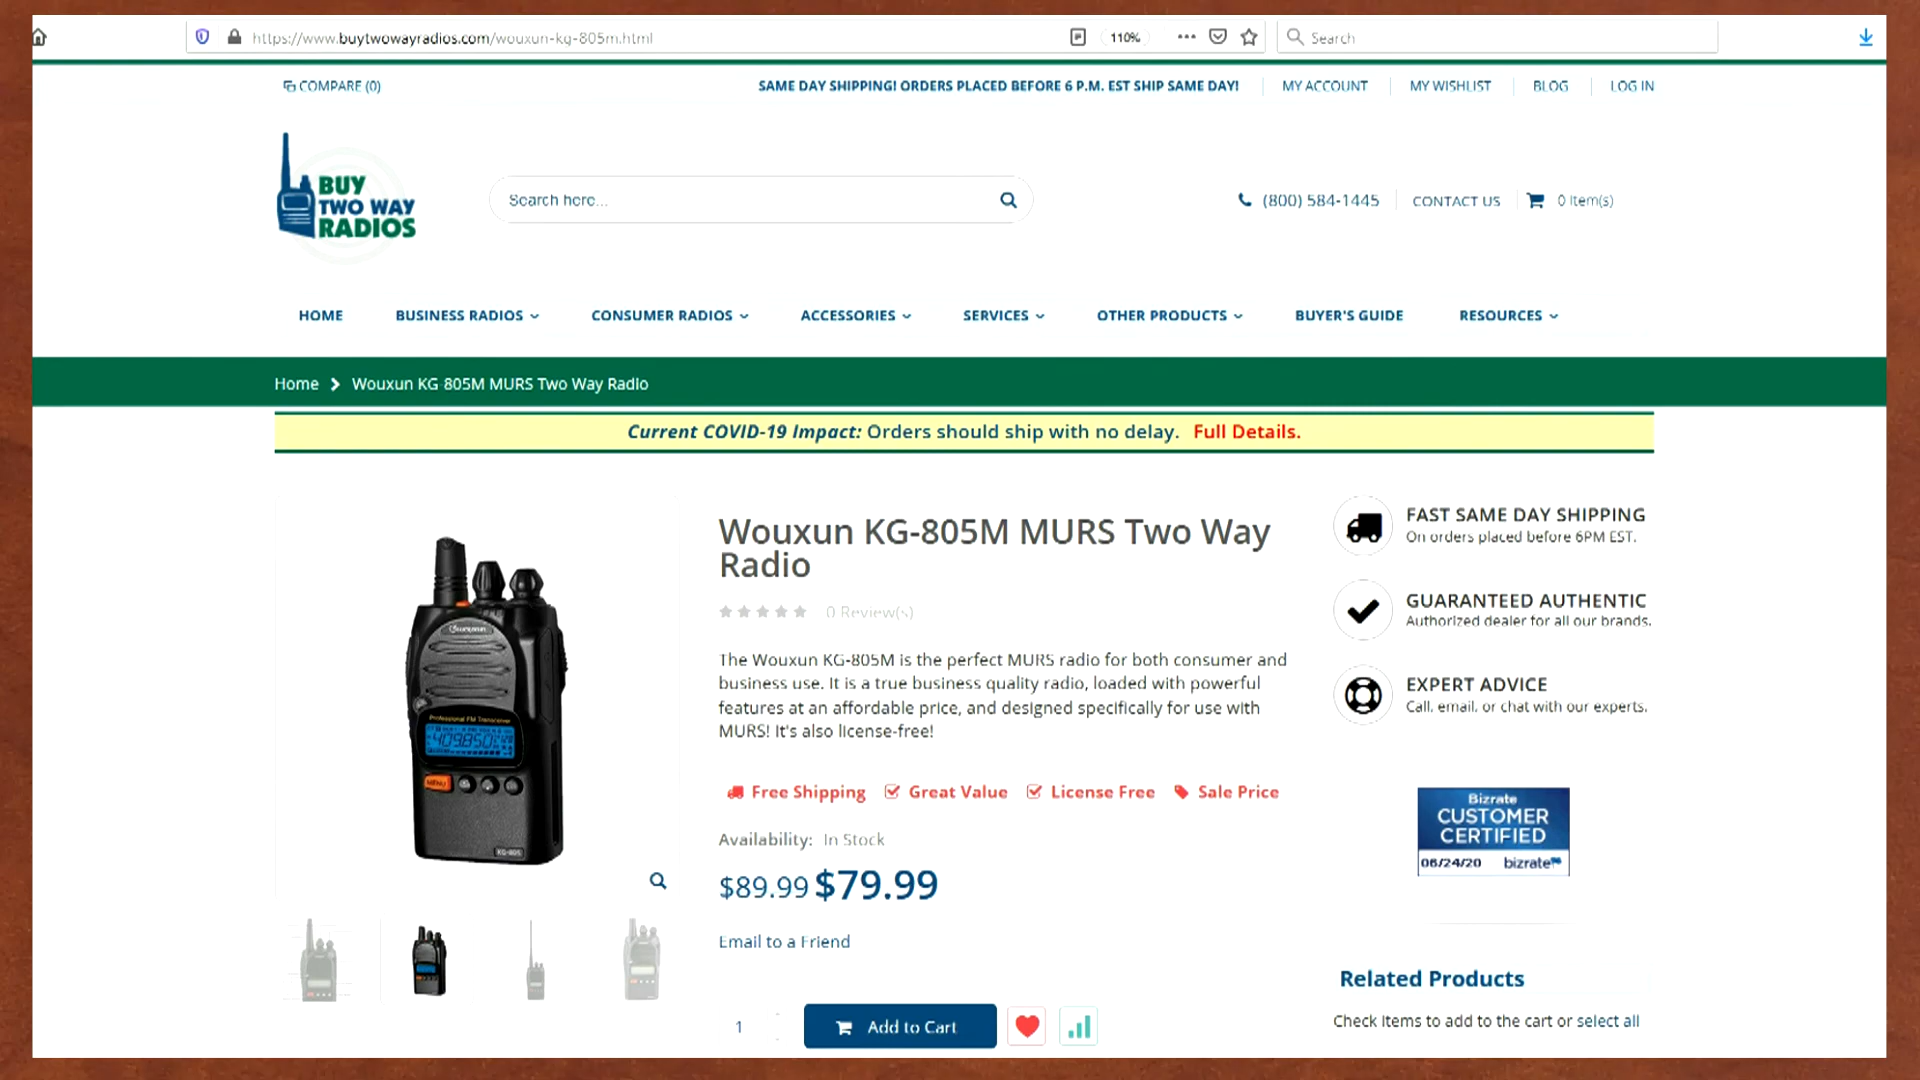 https://www.buytwowayradios.com/wouxun-kg-805m.html
110%
Search
COMPARE (0)
SAME DAY SHIPPING! ORDERS PLACED BEFORE 6 P.M. EST SHIP SAME DAY!
MY ACCOUNT
MY WISHLIST
BLOG
LOG IN
BUY
TWO WAY
RADIOS
Search here...
(800) 584-1445
CONTACT US
0 Item(s)
HOME
BUSINESS RADIOS
CONSUMER RADIOS
ACCESSORIES
SERVICES
OTHER PRODUCTS
BUYER'S GUIDE
RESOURCES
Home
Wouxun KG 805M MURS Two Way Radio
Current COVID-19 Impact: Orders should ship with no delay. Full Details.
Wouxun KG-805M MURS Two Way
Radio
0 Review(s)
The Wouxun KG-805M is the perfect MURS radio for both consumer and
business use. It is a true business quality radio, loaded with powerful
features at an affordable price, and designed specifically for use with
MURS! It's also license-free!
Free Shipping
Great Value
License Free
Sale Price
Availability: In Stock
$89.99 $79.99
Email to a Friend
1
Add to Cart
Professional FM Transceiver
409.850
MENU
KG-805
FAST SAME DAY SHIPPING
On orders placed before 6PM EST.
GUARANTEED AUTHENTIC
Authorized dealer for all our brands.
EXPERT ADVICE
Call, email, or chat with our experts.
Bizrate
CUSTOMER
CERTIFIED
06/24/20 bizrate
Related Products
Check items to add to the cart or select all